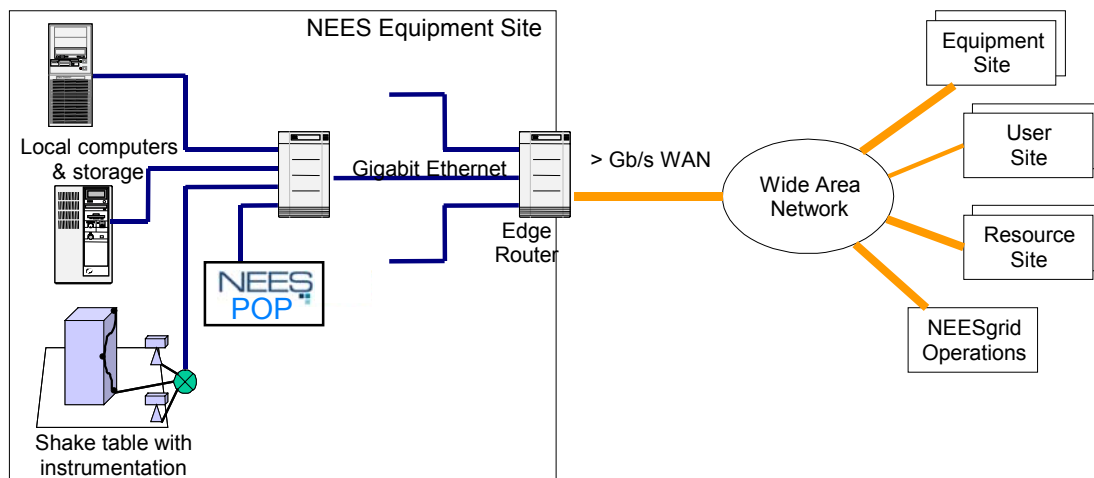 NEES Equipment Site
Local computers
& storage
Gigabit Ethernet
Edge
Router
NEES
POP
Shake table with
instrumentation
> Gb/s WAN
Wide Area
Network
Equipment
Site
User
Site
Resource
Site
NEESgrid
Operations